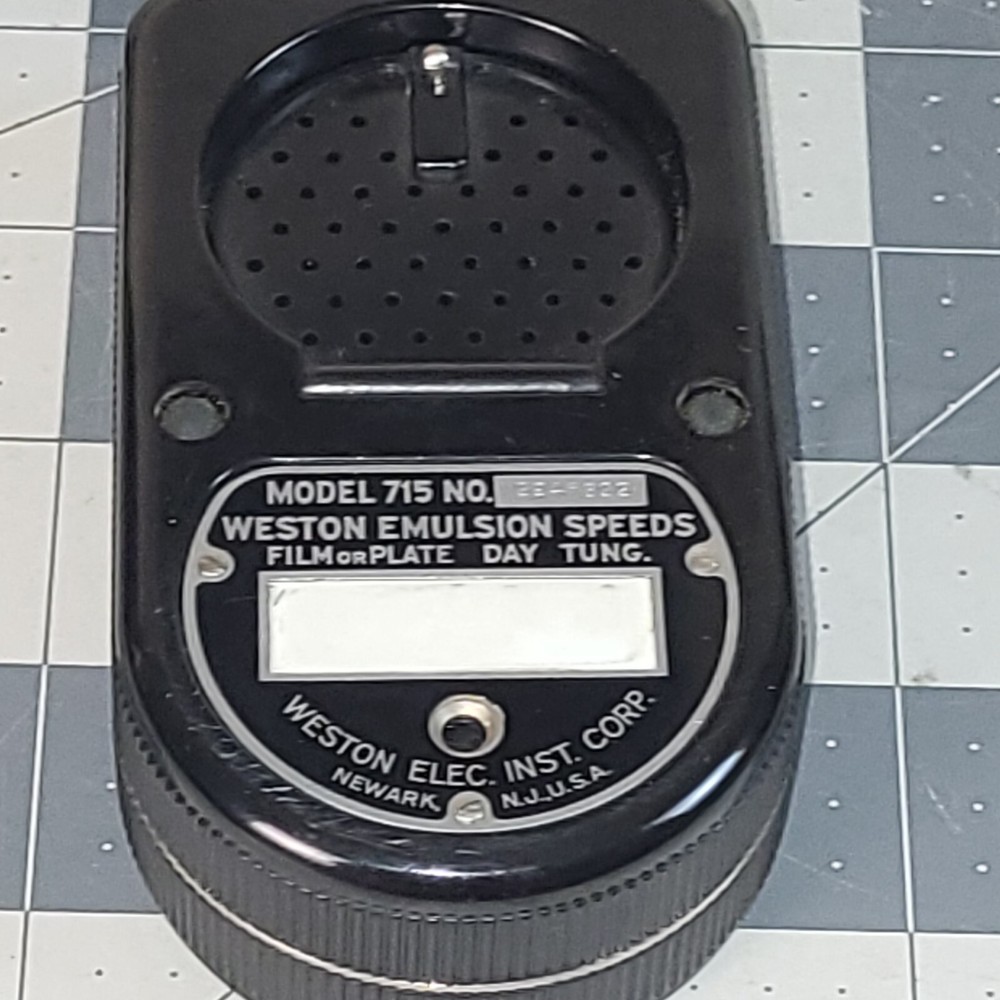 MODEL 715 NO.
WESTON EMULSION SPEEDS
FILM OR PLATE DAY TUNG.
WESTON ELEC. INST. CORP.
NEWARK, N.J., U.S.A.